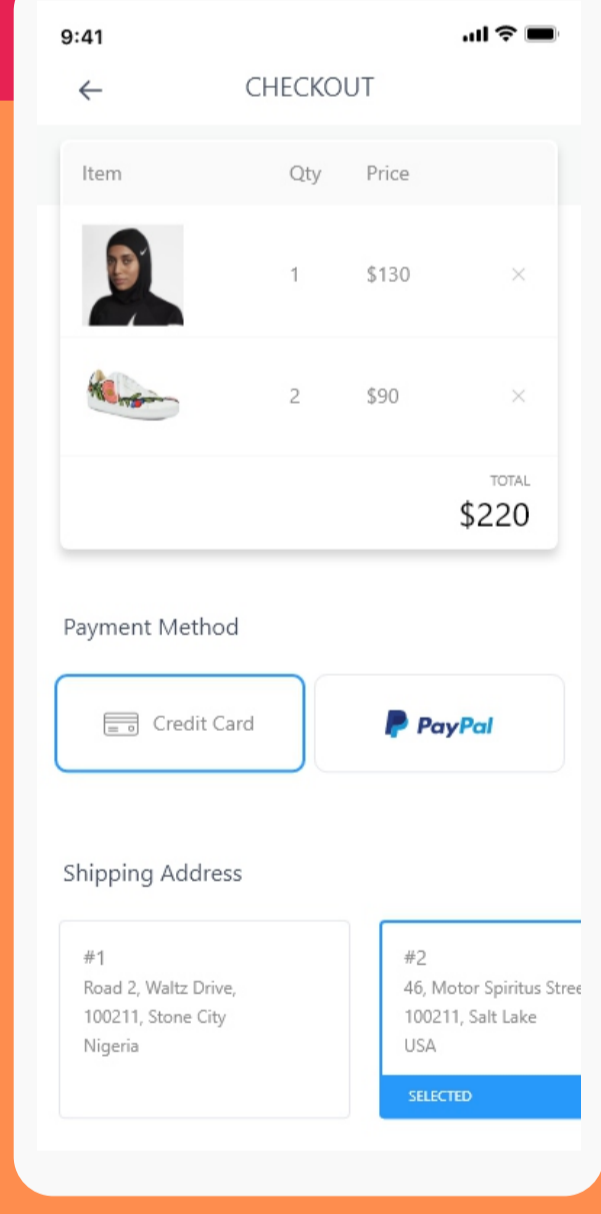 9:41
CHECKOUT
Item Qty Price
1 $130 ×
2 $90 ×
TOTAL
$220
Payment Method
Credit Card PayPal
Shipping Address
#1
Road 2, Waltz Drive,
100211, Stone City
Nigeria
#2
46, Motor Spiritus Stree
100211, Salt Lake
USA
SELECTED